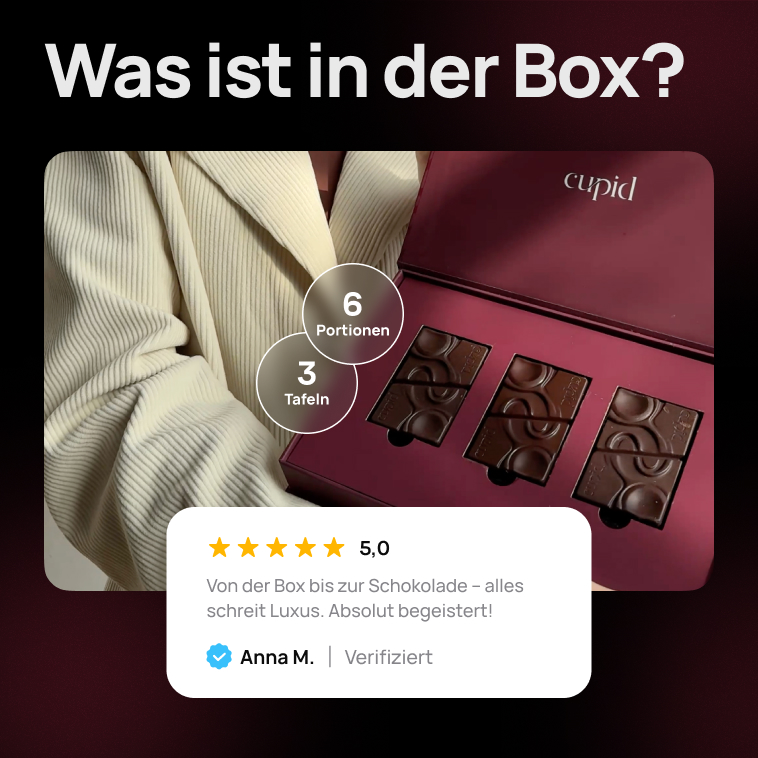 Was ist in der Box?
cupid
6
Portionen
3
Tafeln
5,0
Von der Box bis zur Schokolade – alles
schreit Luxus. Absolut begeistert!
Anna M. | Verifiziert